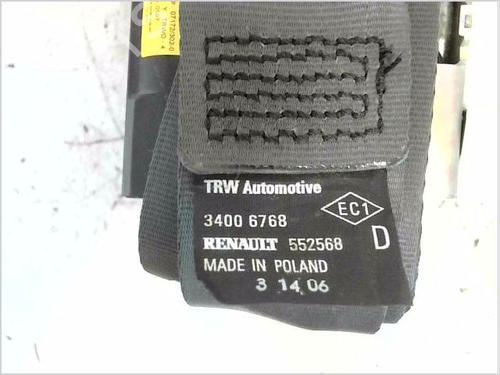 TRW Automotive
3400 6768
EC1
RENAULT 552568
D
MADE IN POLAND
3 14 06